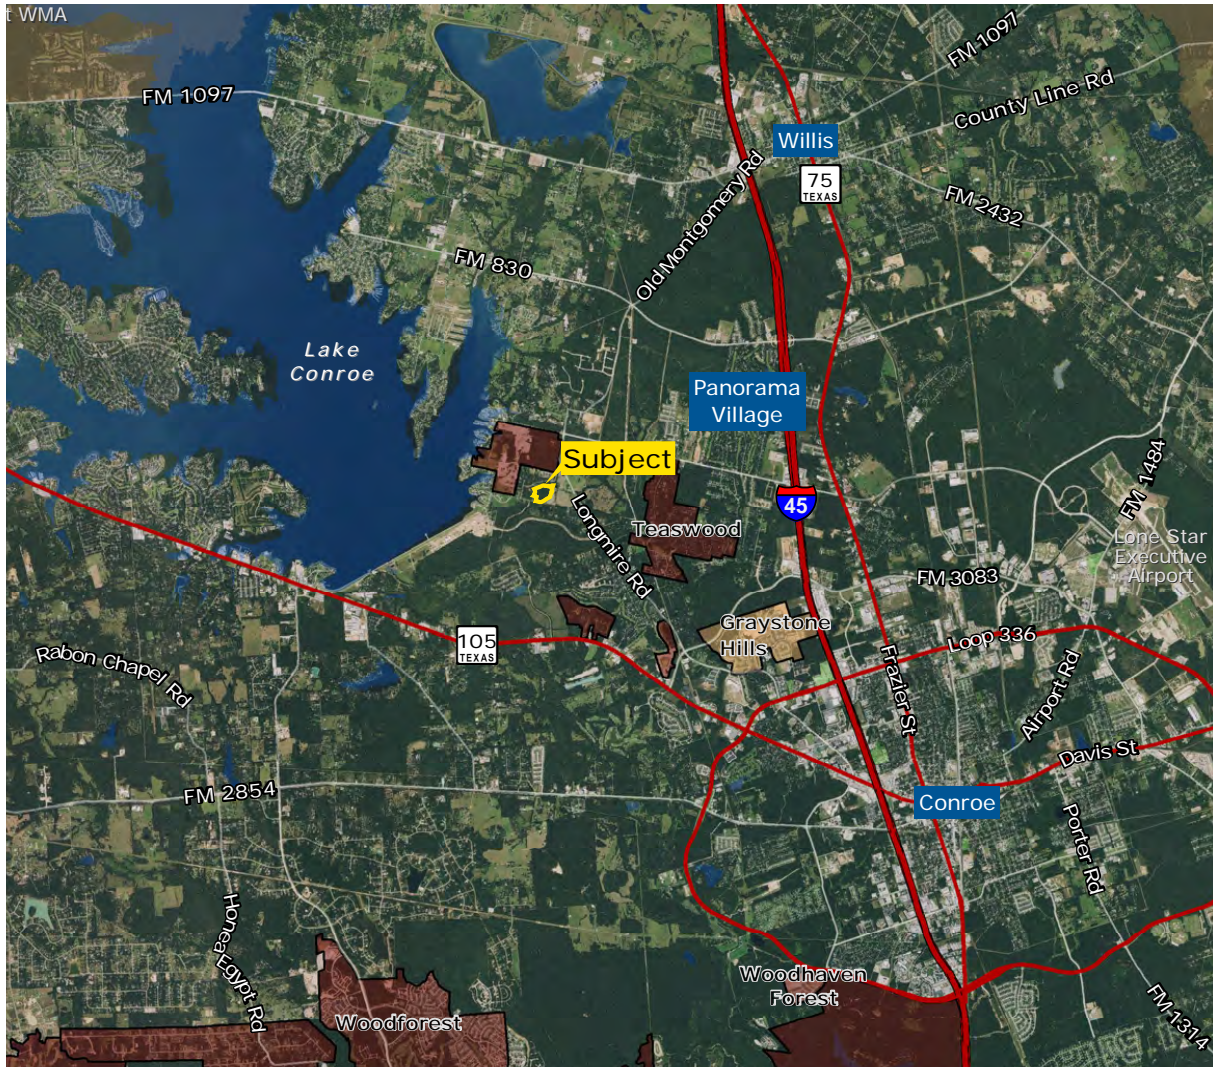 t WMA
FM 1097
FM 1097
County Line Rd
Willis
75
TEXAS
FM 2432
Old Montgomery Rd
FM 830
Lake
Conroe
Panorama
Village
Subject
45
FM 1484
Longmire Rd
Teaswood
Lone Star
Executive
Airport
FM 3083
Graystone
Hills
105
TEXAS
Loop 336
Rabon Chapel Rd
Frazier St
Airport Rd
Davis St
FM 2854
Conroe
Porter Rd
Honea
Egypt Rd
Woodhaven
Forest
Woodforest
FM 1314